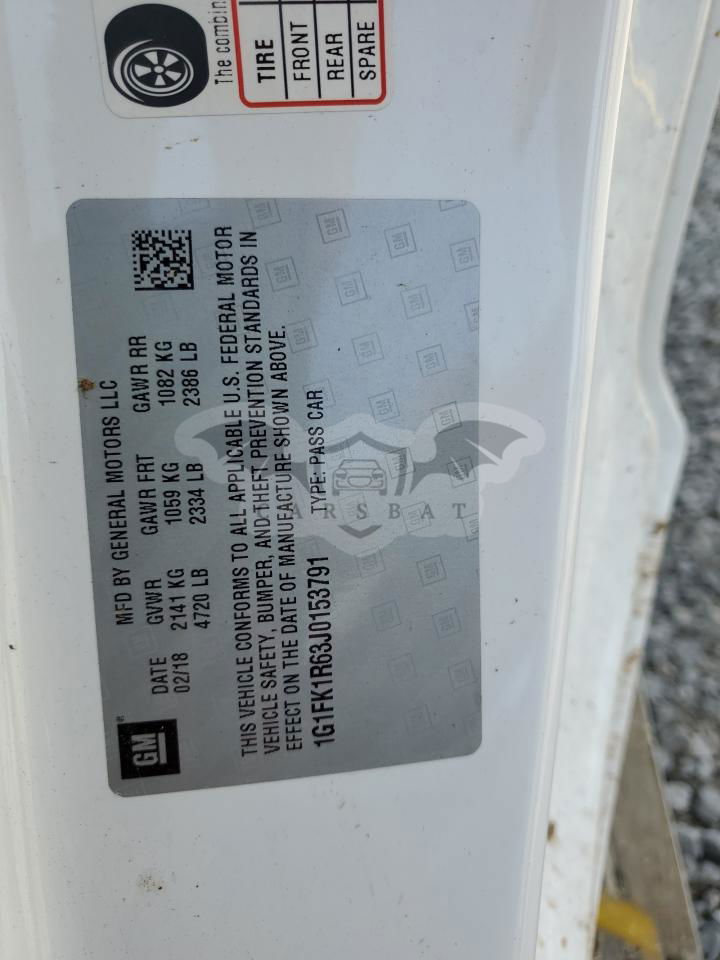 The combin
TIRE
FRONT
REAR
SPARE
GM
MFD BY GENERAL MOTORS LLC
DATE GVWR GAWR FRT GAWR RR
02/18 2141 KG 1059 KG 1082 KG
4720 LB 2334 LB 2386 LB
THIS VEHICLE CONFORMS TO ALL APPLICABLE U.S. FEDERAL MOTOR
VEHICLE SAFETY, BUMPER, AND THEFT PREVENTION STANDARDS IN
EFFECT ON THE DATE OF MANUFACTURE SHOWN ABOVE.
1G1FK1R63J0153791 TYPE: PASS CAR
CARSBAT